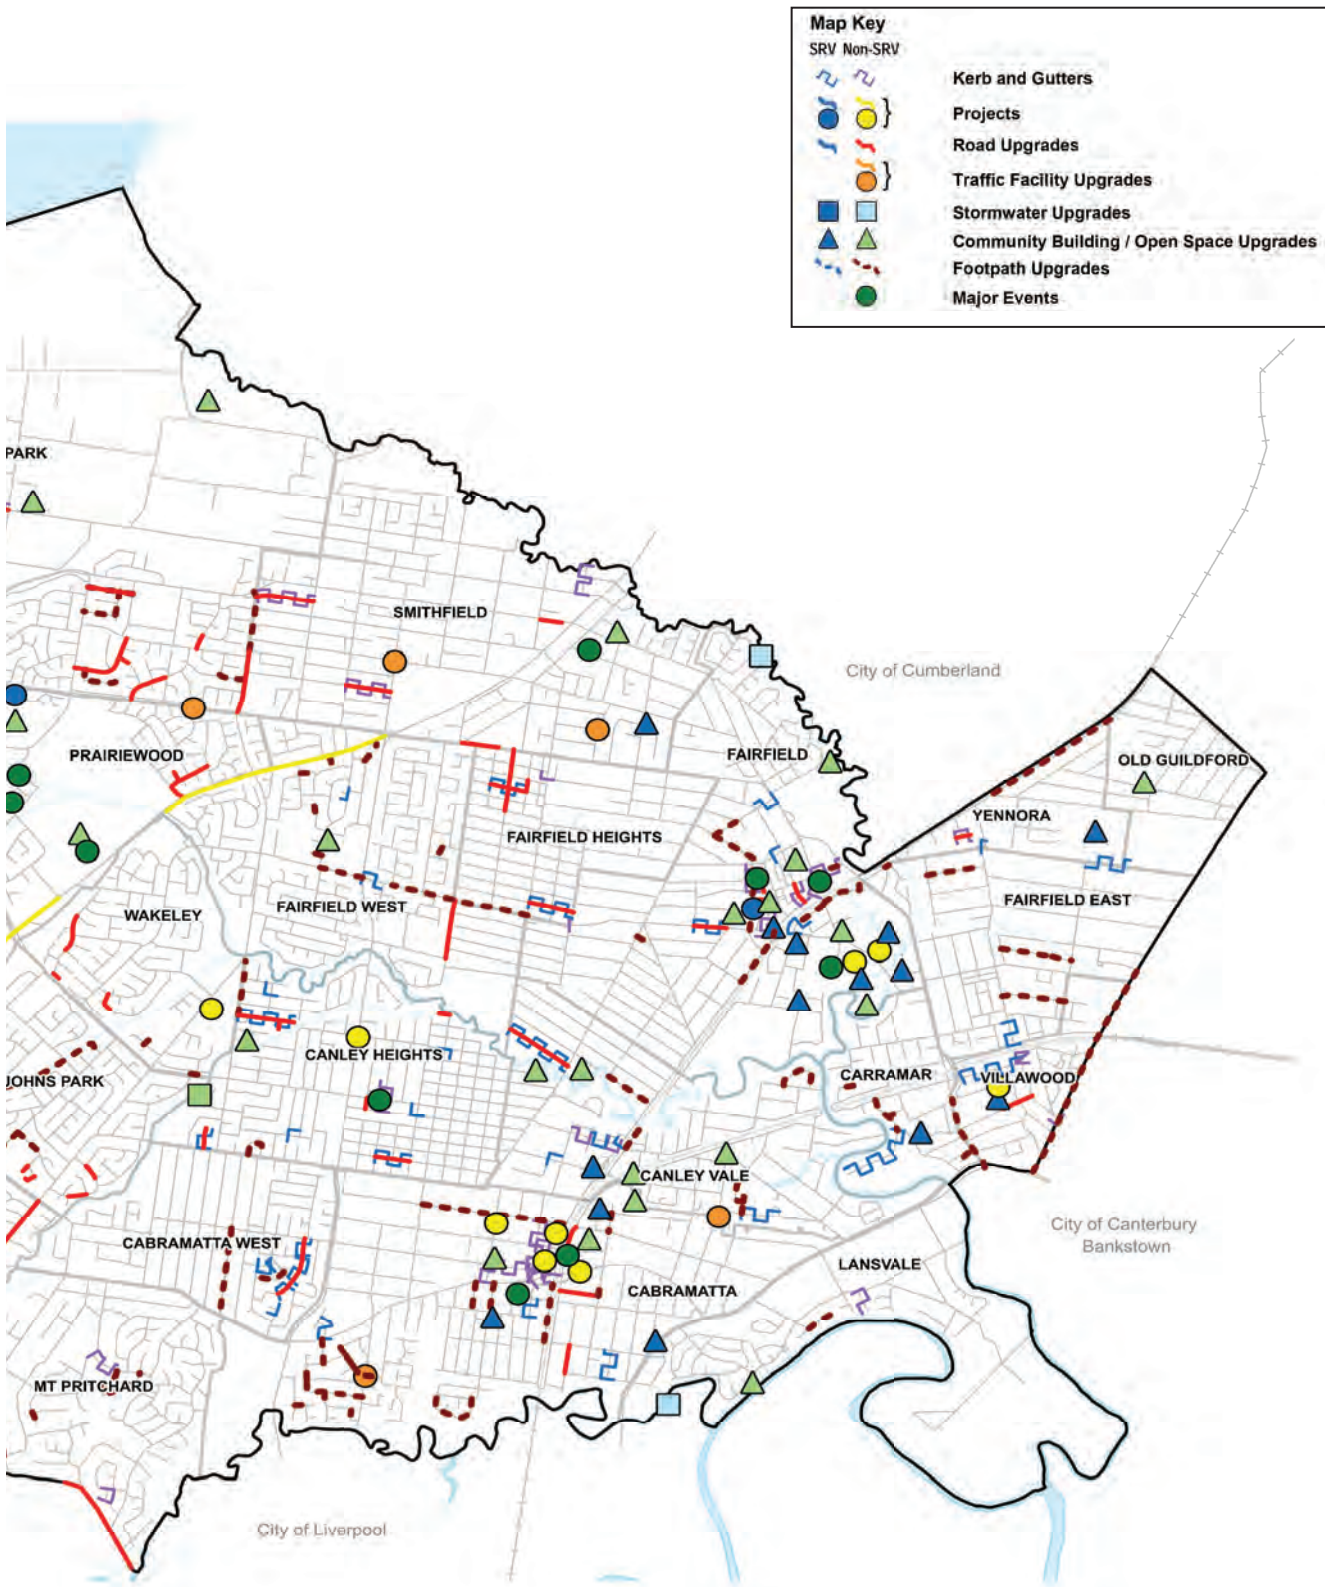 Map Key
SRV Non-SRV
Kerb and Gutters
Projects
Road Upgrades
Traffic Facility Upgrades
Stormwater Upgrades
Community Building / Open Space Upgrades
Footpath Upgrades
Major Events
PARK
SMITHFIELD
City of Cumberland
PRAIRIEWOOD
FAIRFIELD
OLD GUILDFORD
YENNORA
FAIRFIELD HEIGHTS
FAIRFIELD EAST
WAKELEY
FAIRFIELD WEST
CANLEY HEIGHTS
JOHNS PARK
CARRAMAR
VILLAWOOD
CANLEY VALE
City of Canterbury
Bankstown
CABRAMATTA WEST
LANSVALE
CABRAMATTA
MT PRITCHARD
City of Liverpool